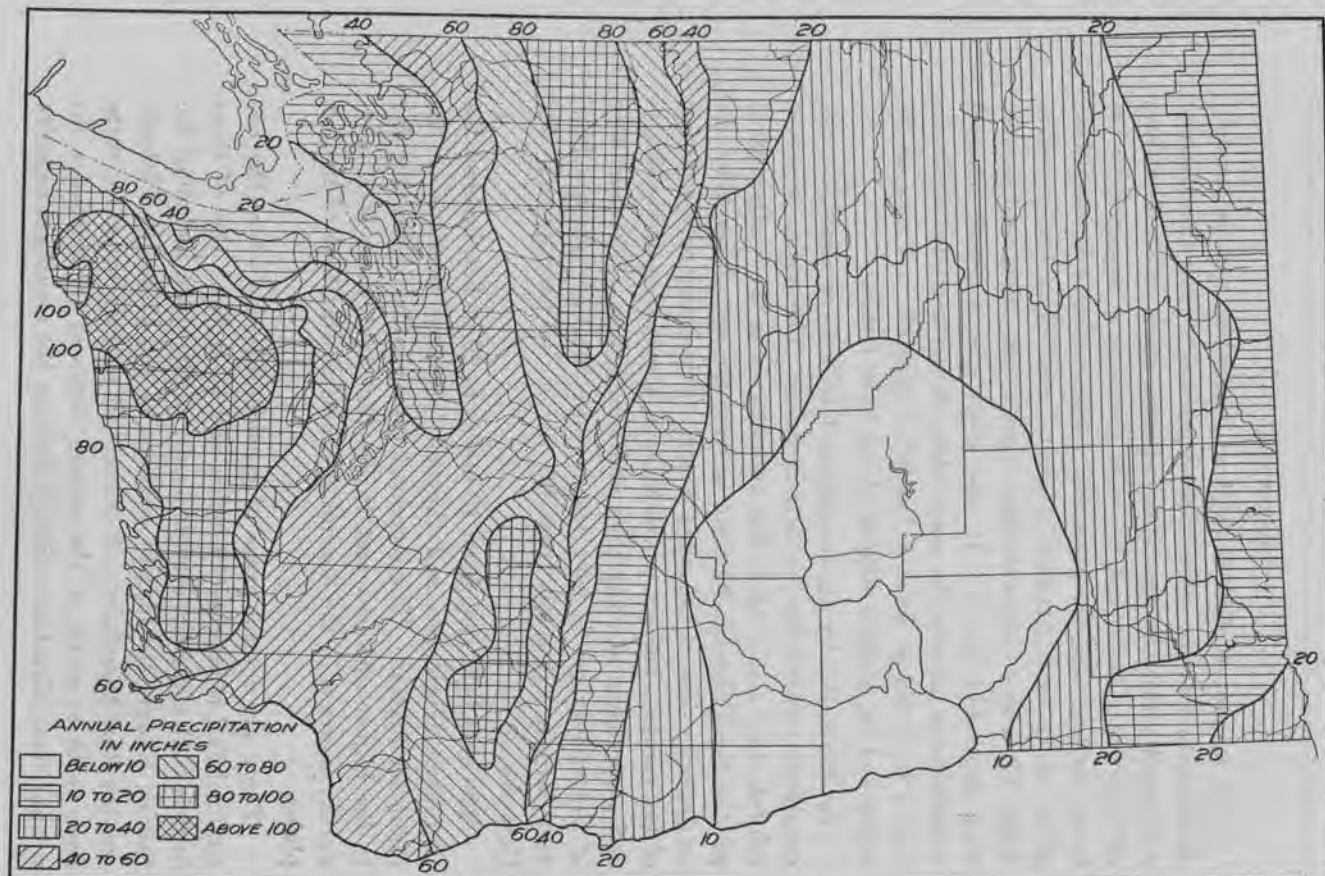 40 60 80 80 60 40 20 20
20
20
80
60
40
100
100
80
60
20
ANNUAL PRECIPITATION
IN INCHES
BELOW 10
10 TO 20
20 TO 40
40 TO 60
60 TO 80
80 TO 100
ABOVE 100
60
60 40
20
10
10
20
20